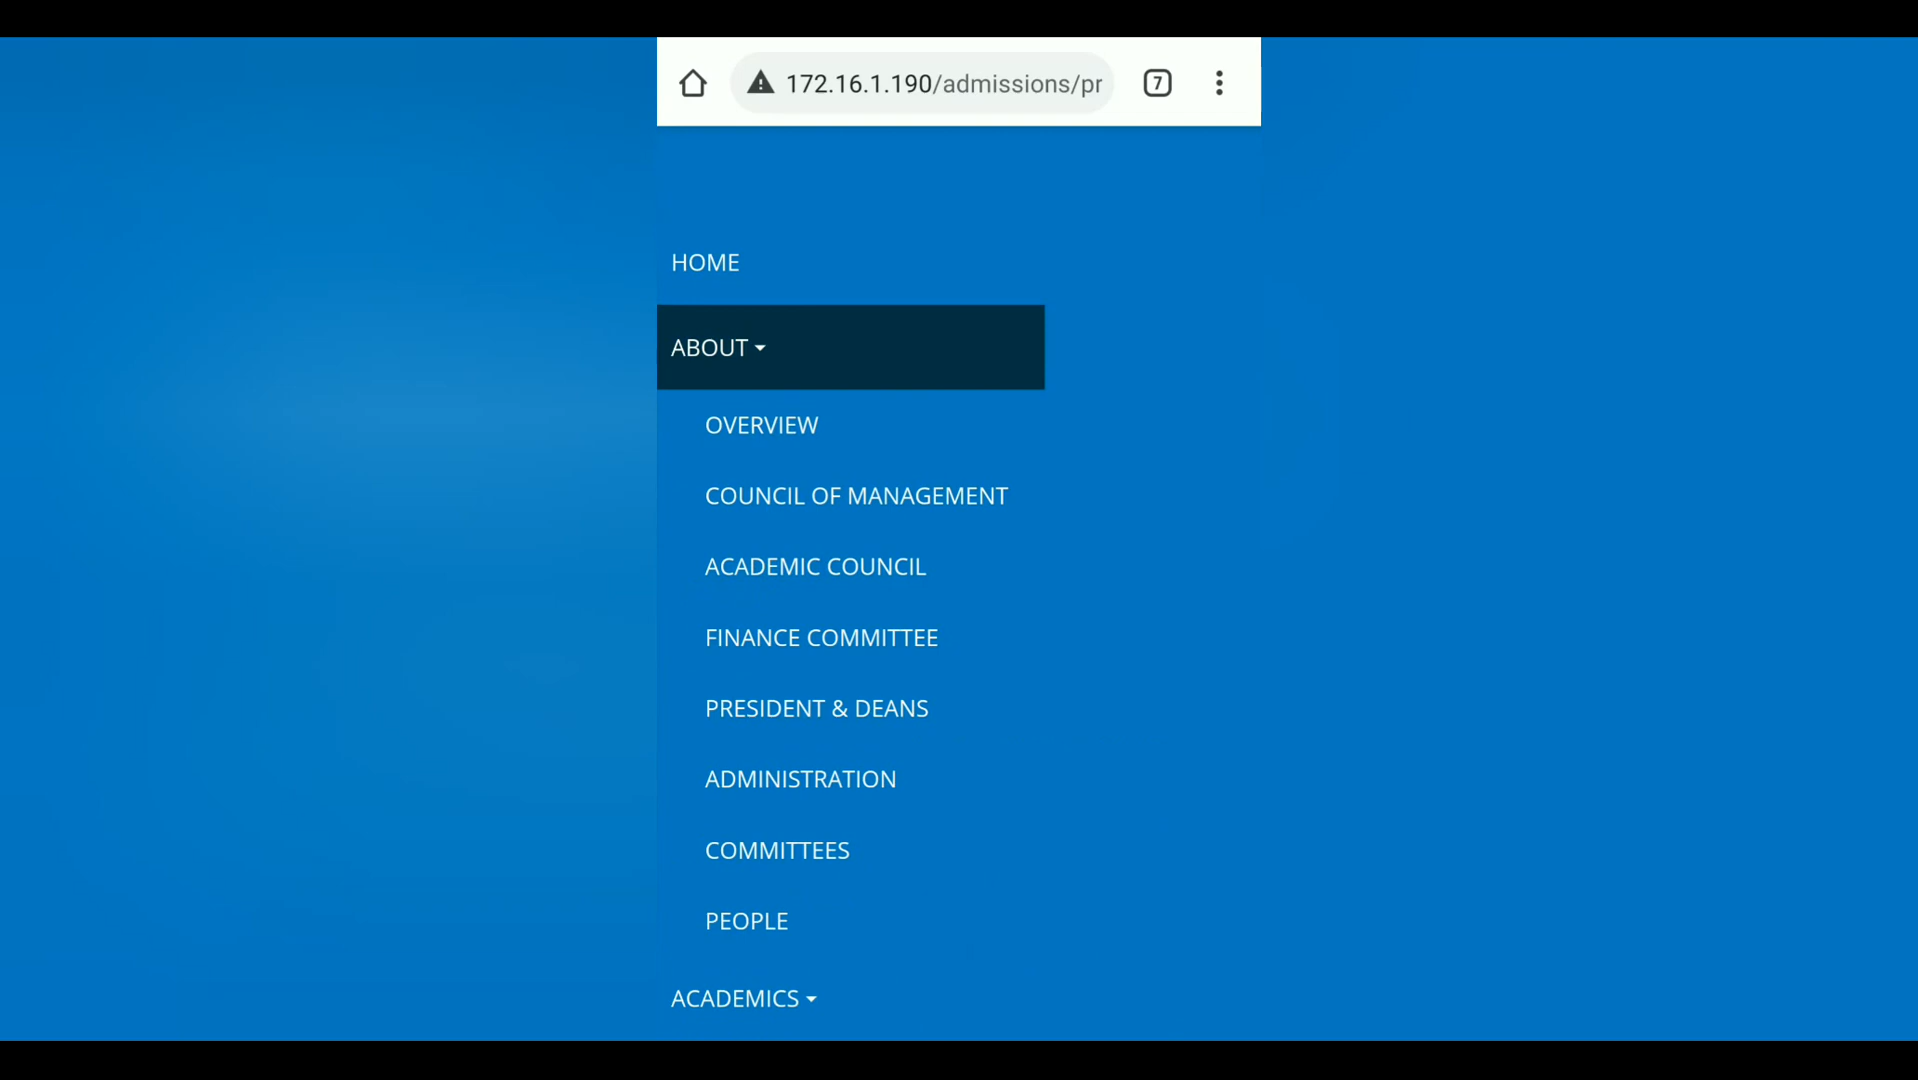 172.16.1.190/admissions/pr
7
HOME
ABOUT
OVERVIEW
COUNCIL OF MANAGEMENT
ACADEMIC COUNCIL
FINANCE COMMITTEE
PRESIDENT & DEANS
ADMINISTRATION
COMMITTEES
PEOPLE
ACADEMICS